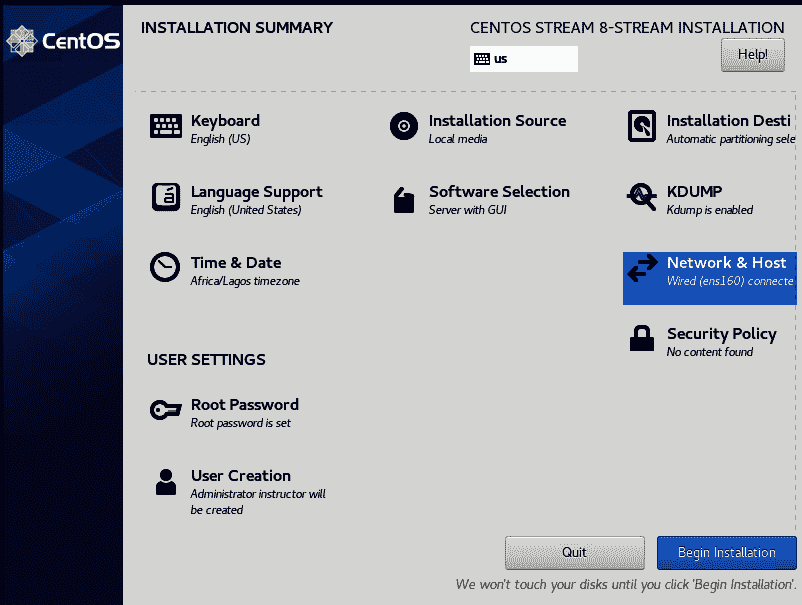 CentOS
INSTALLATION SUMMARY
CENTOS STREAM 8-STREAM INSTALLATION
us
Help!
Keyboard
English (US)
Installation Source
Local media
Installation Desti
Automatic partitioning sele
Language Support
English (United States)
Software Selection
Server with GUI
KDUMP
Kdump is enabled
Time & Date
Africa/Lagos timezone
Network & Host
Wired (ens160) connecte
Security Policy
No content found
USER SETTINGS
Root Password
Root password is set
User Creation
Administrator instructor will
be created
Quit
Begin Installation
We won't touch your disks until you click 'Begin Installation'.